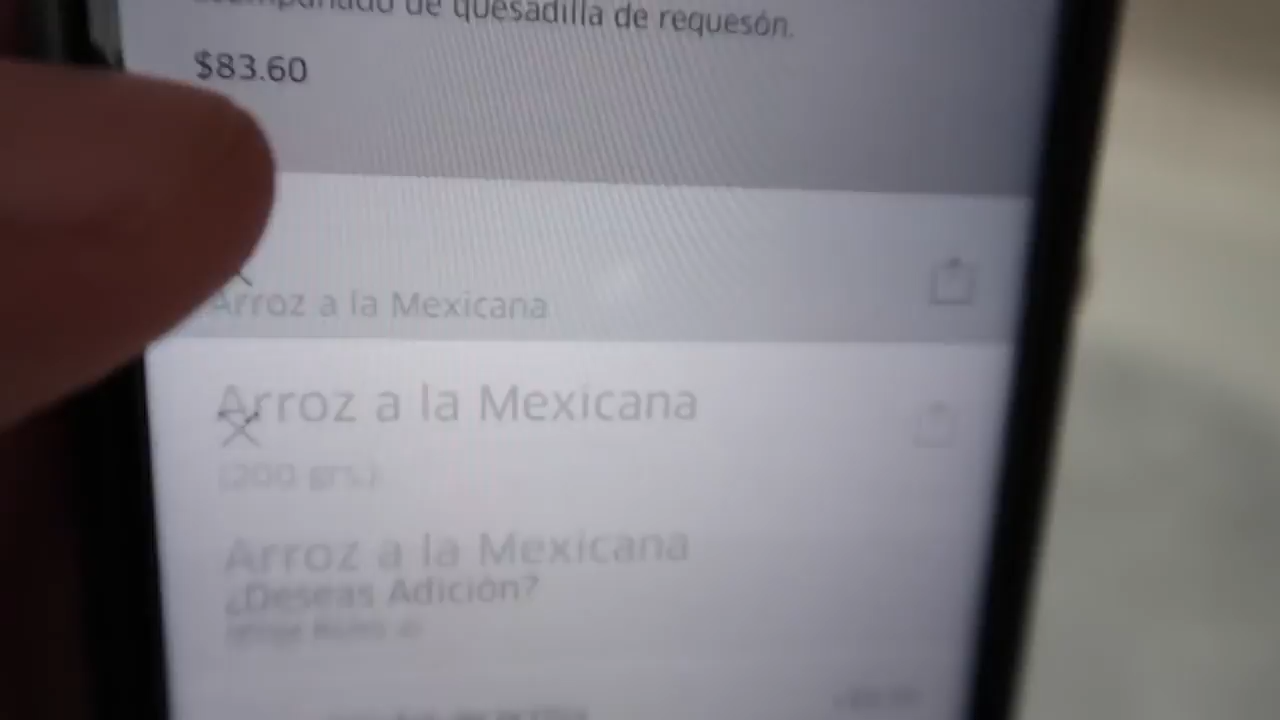 de quesadilla de requesón.
$83.60
Arroz a la Mexicana
Arroz a la Mexicana
(200 grs.)
Arroz a la Mexicana
¿Deseas Adición?